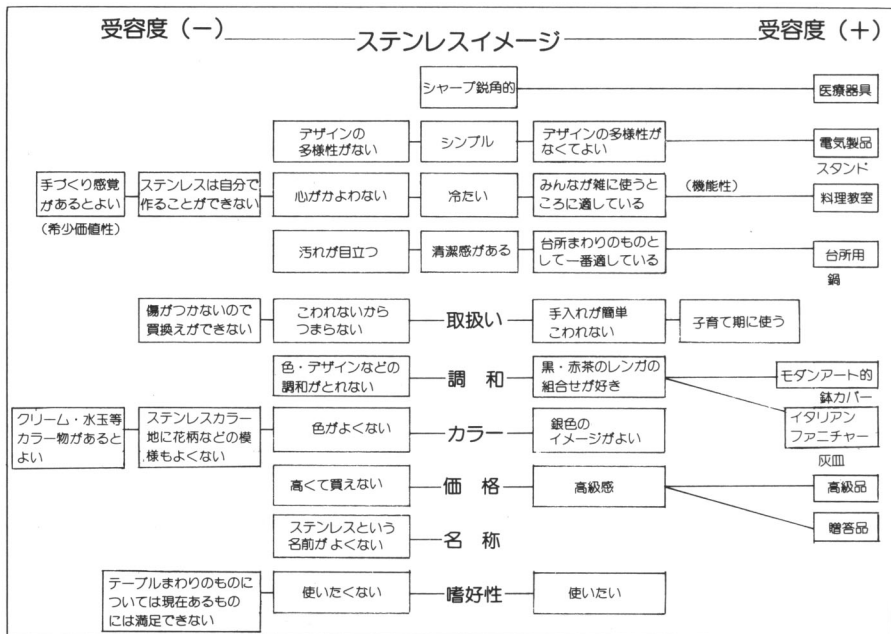 受容度（－）
ステンレスイメージ
受容度（＋）
シャープ鋭角的
医療器具
デザインの
多様性がない
シンプル
デザインの多様性が
なくてよい
電気製品
スタンド
手づくり感覚
があるとよい
（希少価値性）
ステンレスは自分で
作ることができない
心がかよわない
冷たい
みんなが雑に使うと
ころに適している
（機能性）
料理教室
汚れが目立つ
清潔感がある
台所まわりのものと
して一番適している
台所用
鍋
傷がつかないので
買換えができない
こわれないから
つまらない
取扱い
手入れが簡単
こわれない
子育て期に使う
色・デザインなどの
調和がとれない
調和
黒・赤茶のレンガの
組合せが好き
モダンアート的
鉢カバー
イタリアン
ファニチャー
灰皿
クリーム・水玉等
カラー物があると
よい
ステンレスカラー
地に花柄などの模
様もよくない
色がよくない
カラー
銀色の
イメージがよい
高くて買えない
価格
高級感
高級品
贈答品
ステンレスという
名前がよくない
名称
テーブルまわりのものに
ついては現在あるもの
には満足できない
使いたくない
嗜好性
使いたい